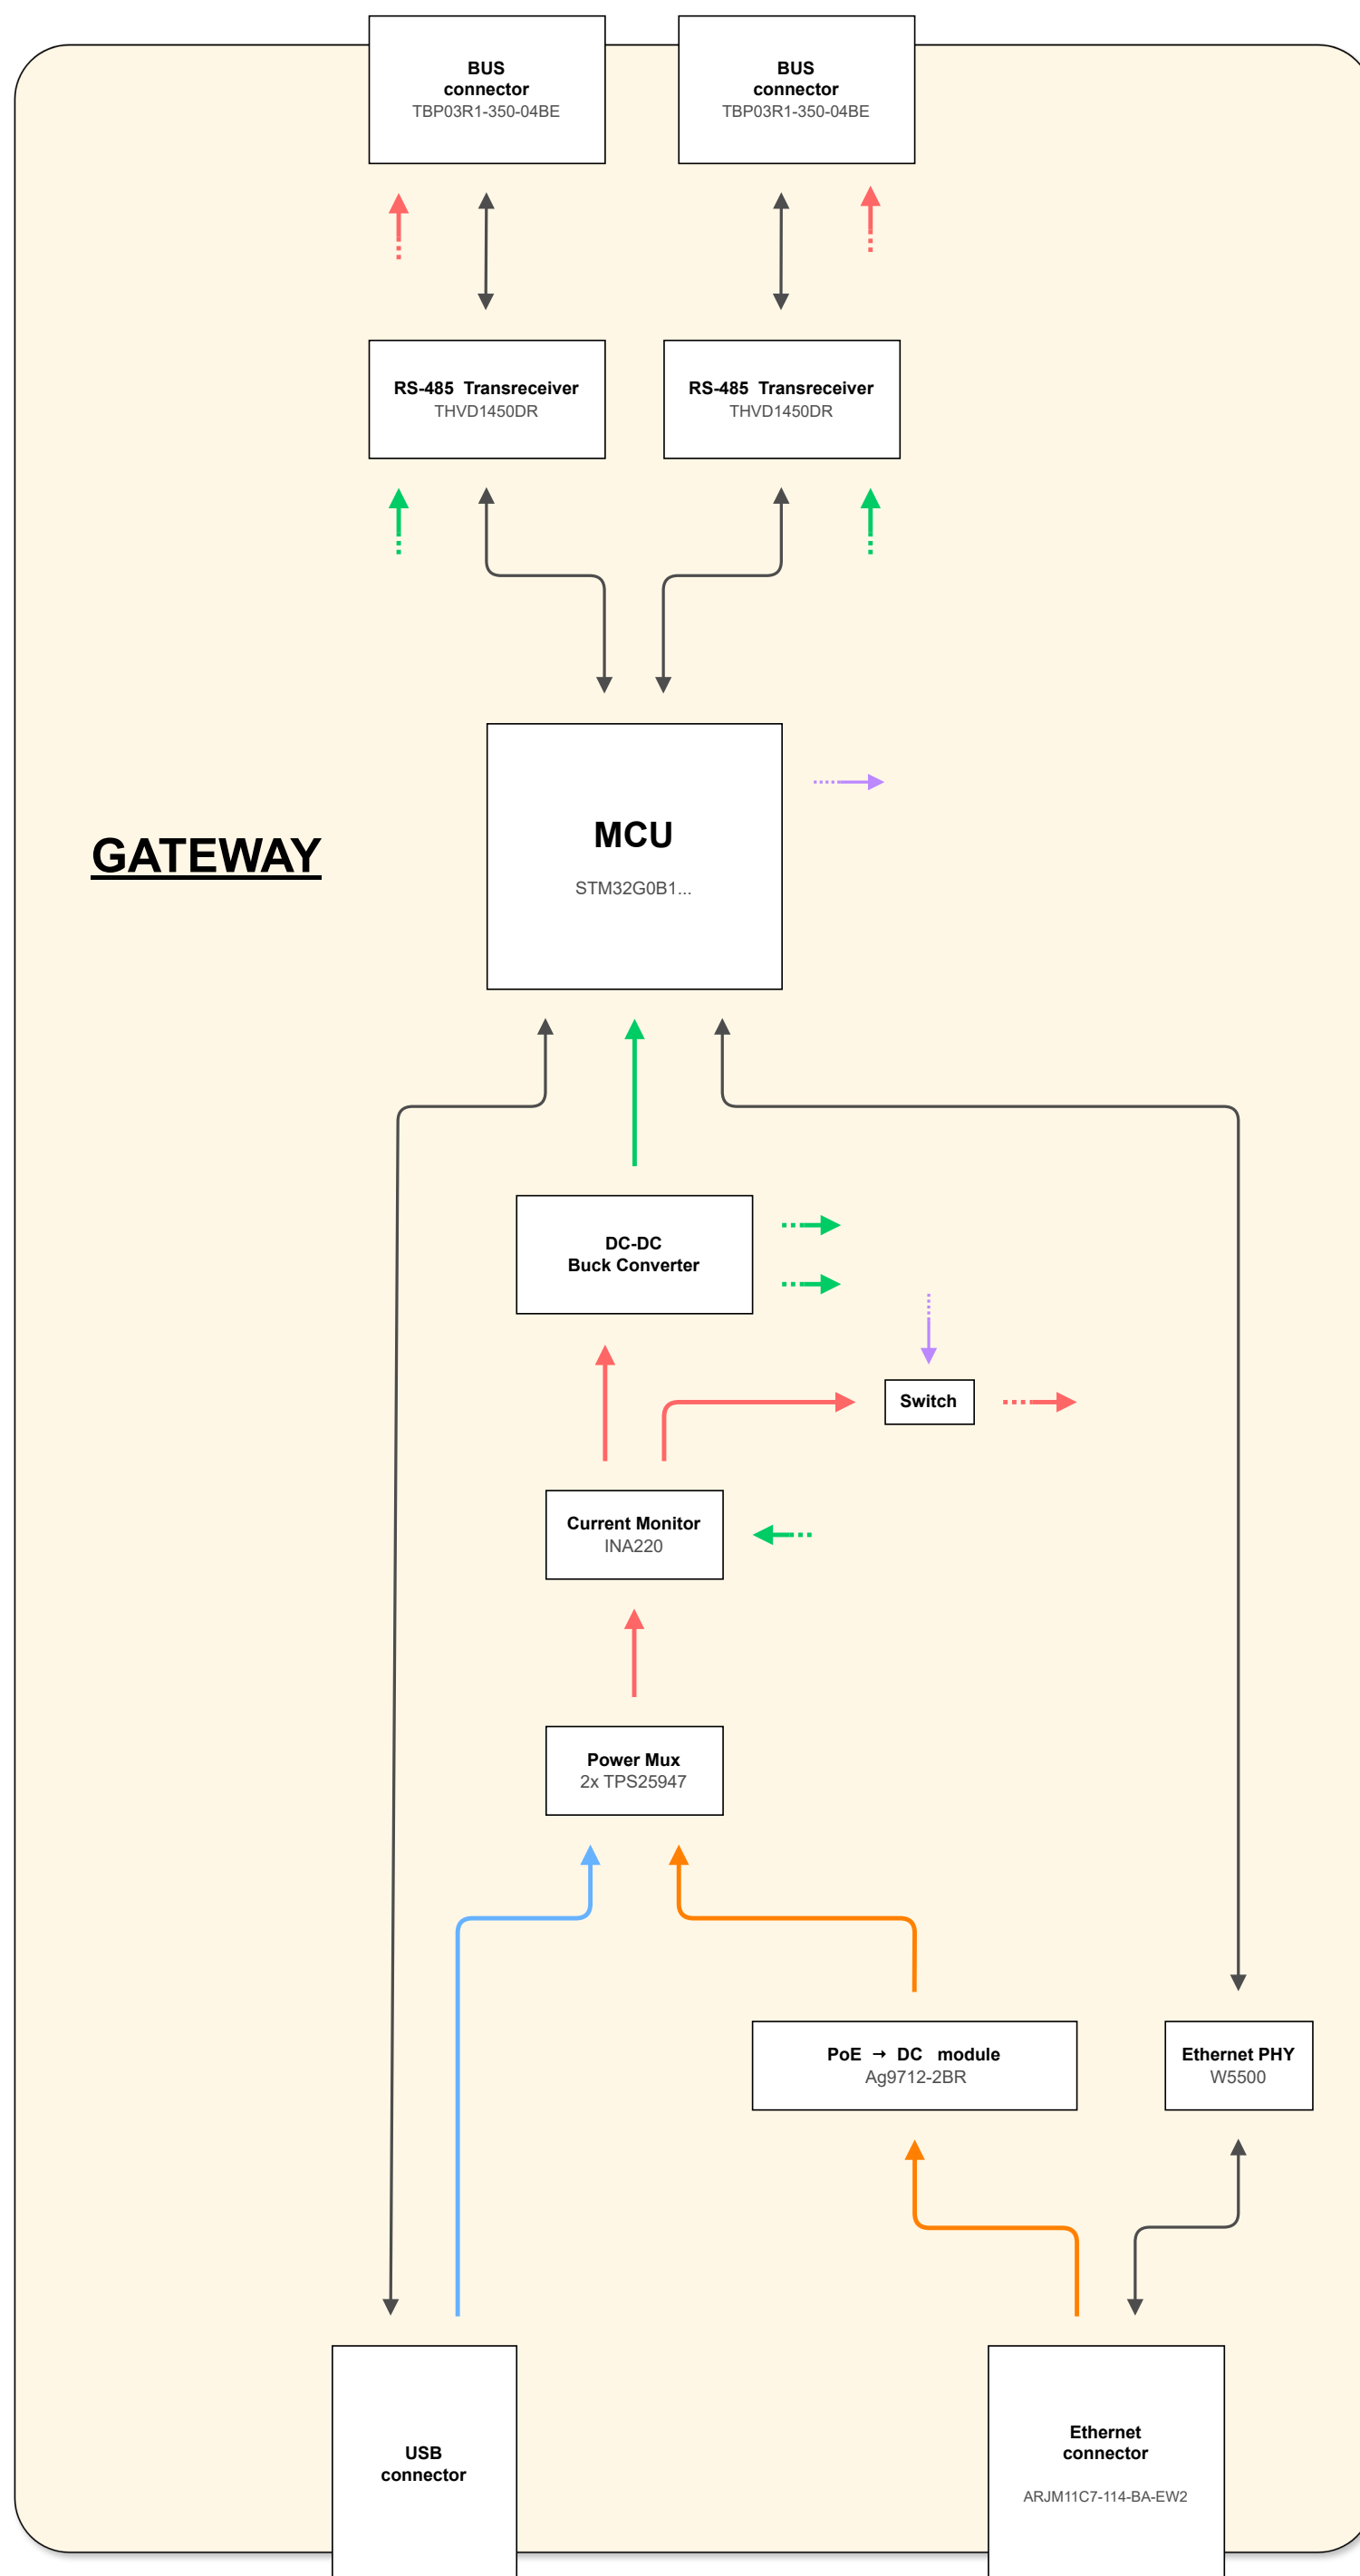 BUS
connector
TBP03R1-350-04BE
BUS
connector
TBP03R1-350-04BE
RS-485 Transreceiver
THVD1450DR
RS-485 Transreceiver
THVD1450DR
MCU
STM32G0B1...
GATEWAY
DC-DC
Buck Converter
Switch
Current Monitor
INA220
Power Mux
2x TPS25947
PoE → DC module
Ag9712-2BR
Ethernet PHY
W5500
USB
connector
Ethernet
connector
ARJM11C7-114-BA-EW2